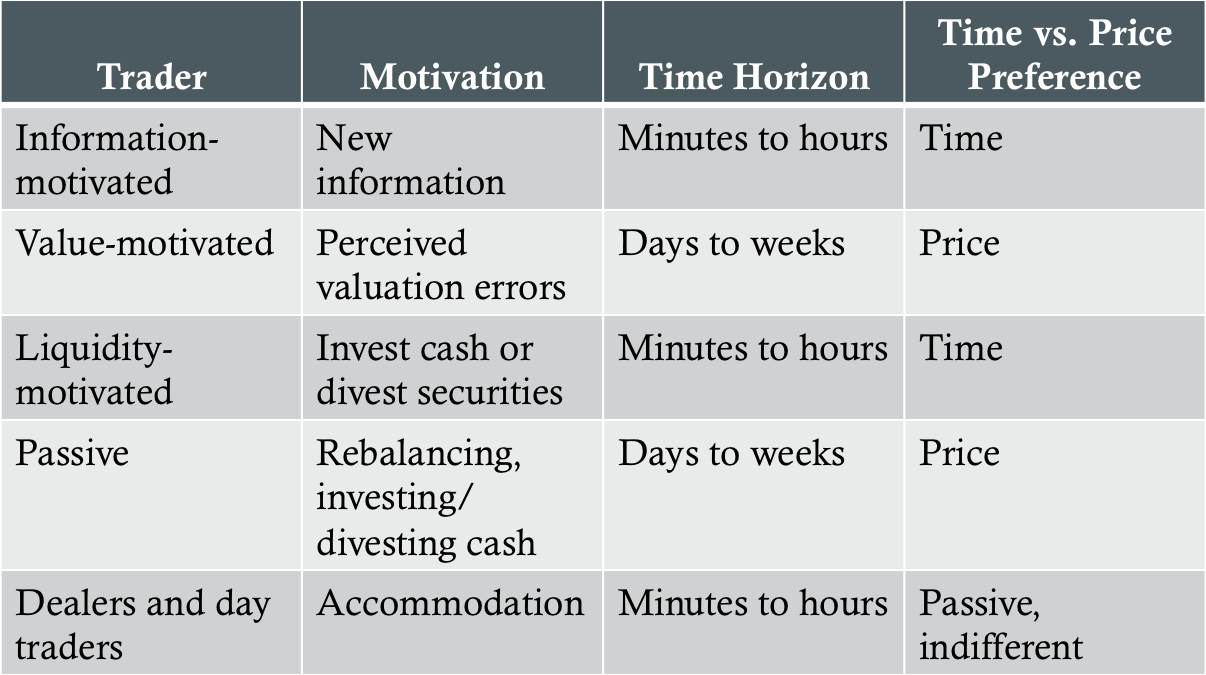 Trader Motivation Time Horizon Time vs. Price
Preference
Information-
motivated
New
information
Minutes to hours
Time
Value-motivated
Perceived
valuation errors
Days to weeks
Price
Liquidity-
motivated
Invest cash or
divest securities
Minutes to hours
Time
Passive
Rebalancing,
investing/
divesting cash
Days to weeks
Price
Dealers and day
traders
Accommodation
Minutes to hours
Passive,
indifferent